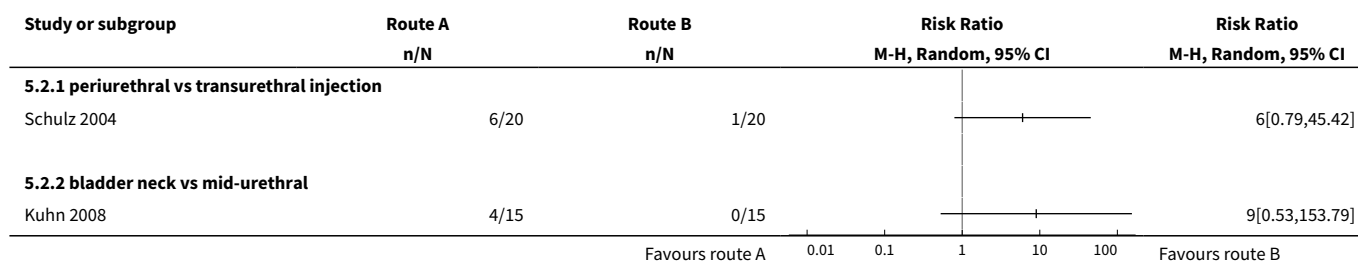 Study or subgroup Route A Route B Risk Ratio Risk Ratio
n/N n/N M-H, Random, 95% CI M-H, Random, 95% CI
5.2.1 periurethral vs transurethral injection
Schulz 2004 6/20 1/20 6[0.79,45.42]
5.2.2 bladder neck vs mid-urethral
Kuhn 2008 4/15 0/15 9[0.53,153.79]
Favours route A 0.01 0.1 1 10 100 Favours route B